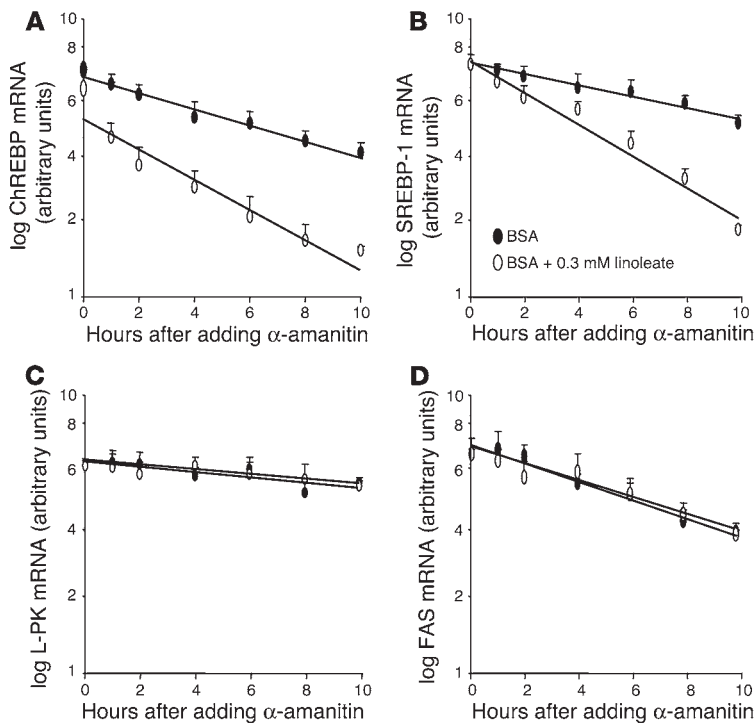 A
log ChREBP mRNA
(arbitrary units)
10
8
6
4
2
1
0 2 4 6 8 10
Hours after adding α-amanitin
B
log SREBP-1 mRNA
(arbitrary units)
10
8
6
4
2
1
BSA
BSA + 0.3 mM linoleate
0 2 4 6 8 10
Hours after adding α-amanitin
C
log L-PK mRNA (arbitrary units)
10
8
6
4
2
1
0 2 4 6 8 10
Hours after adding α-amanitin
D
log FAS mRNA (arbitrary units)
10
8
6
4
2
1
0 2 4 6 8 10
Hours after adding α-amanitin